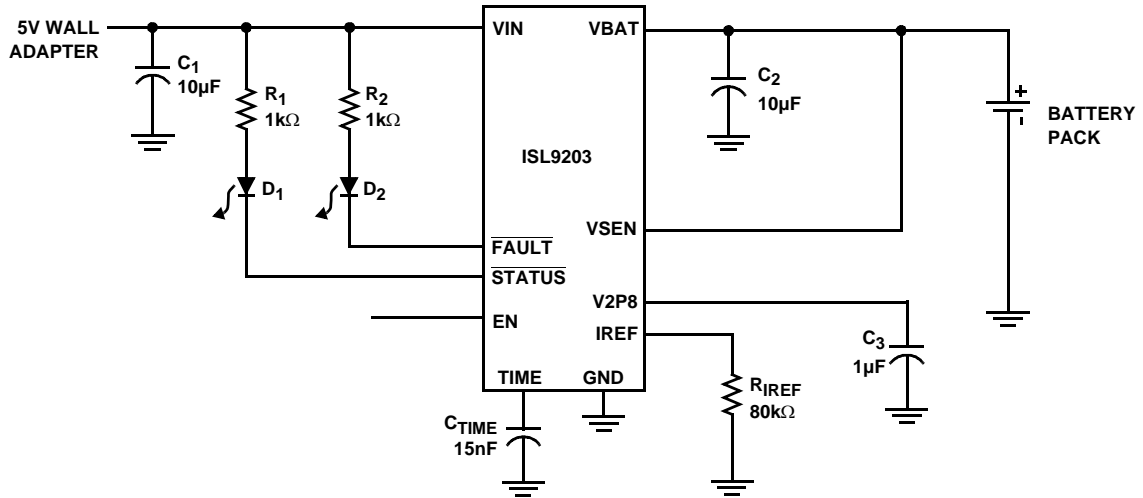 5V WALL
ADAPTER
C1
10µF
R1
1kΩ
R2
1kΩ
D1
D2
VIN
VBAT
ISL9203
FAULT
STATUS
EN
TIME
GND
VSEN
V2P8
IREF
C2
10µF
+
-
BATTERY
PACK
C3
1µF
RIREF
80kΩ
CTIME
15nF